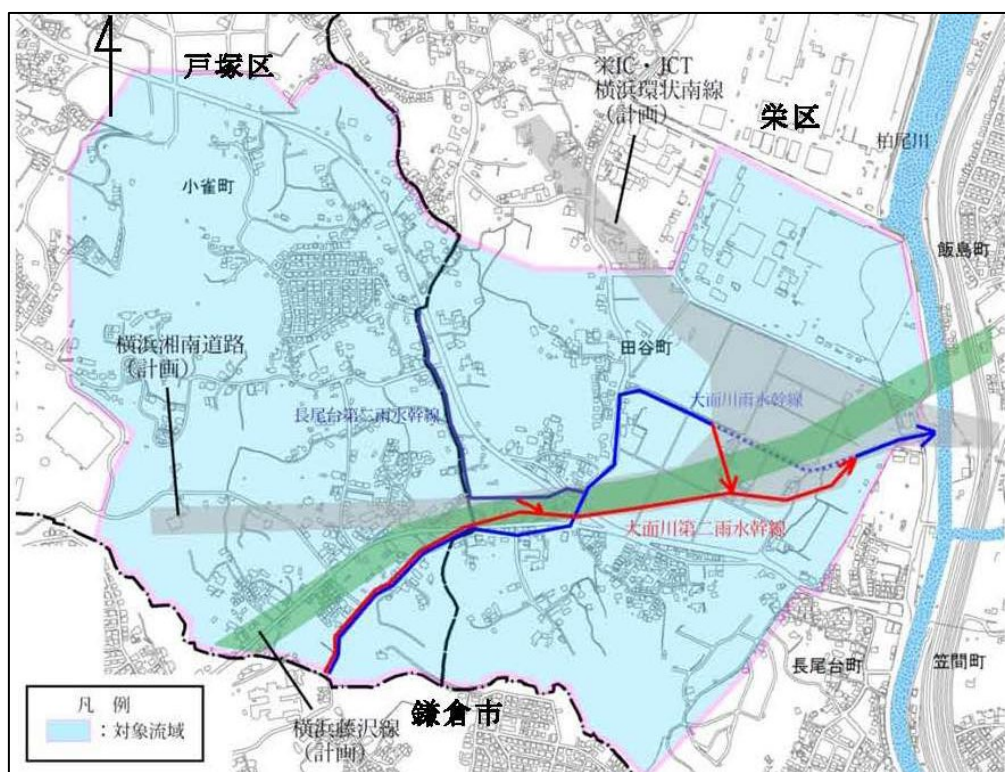 戸塚区
栄IC・JCT
横浜環状南線
(計画)
栄区
柏尾川
小雀町
飯島町
横浜湘南道路
(計画)
田谷町
長尾台第二雨水幹線
大面川雨水幹線
大面川第二雨水幹線
長尾台町
笠間町
凡 例
:対象流域
横浜藤沢線
(計画)
鎌倉市